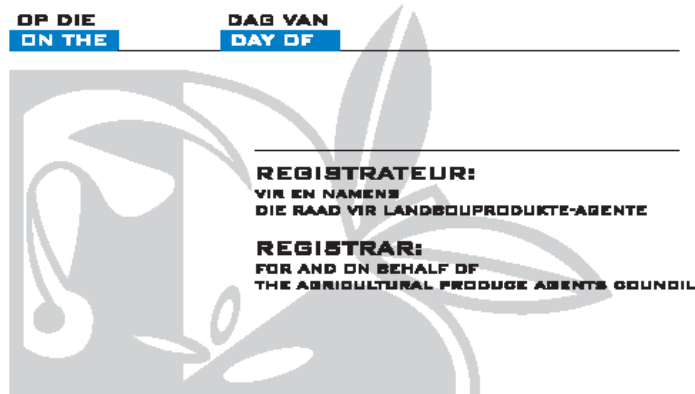 OP DIE DAG VAN
ON THE DAY OF
REGISTRATEUR:
VIR EN NAMENS
DIE RAAD VIR LANDBOUPRODUKTE-AGENTE
REGISTRAR:
FOR AND ON BEHALF OF
THE AGRICULTURAL PRODUCE AGENTS COUNCIL